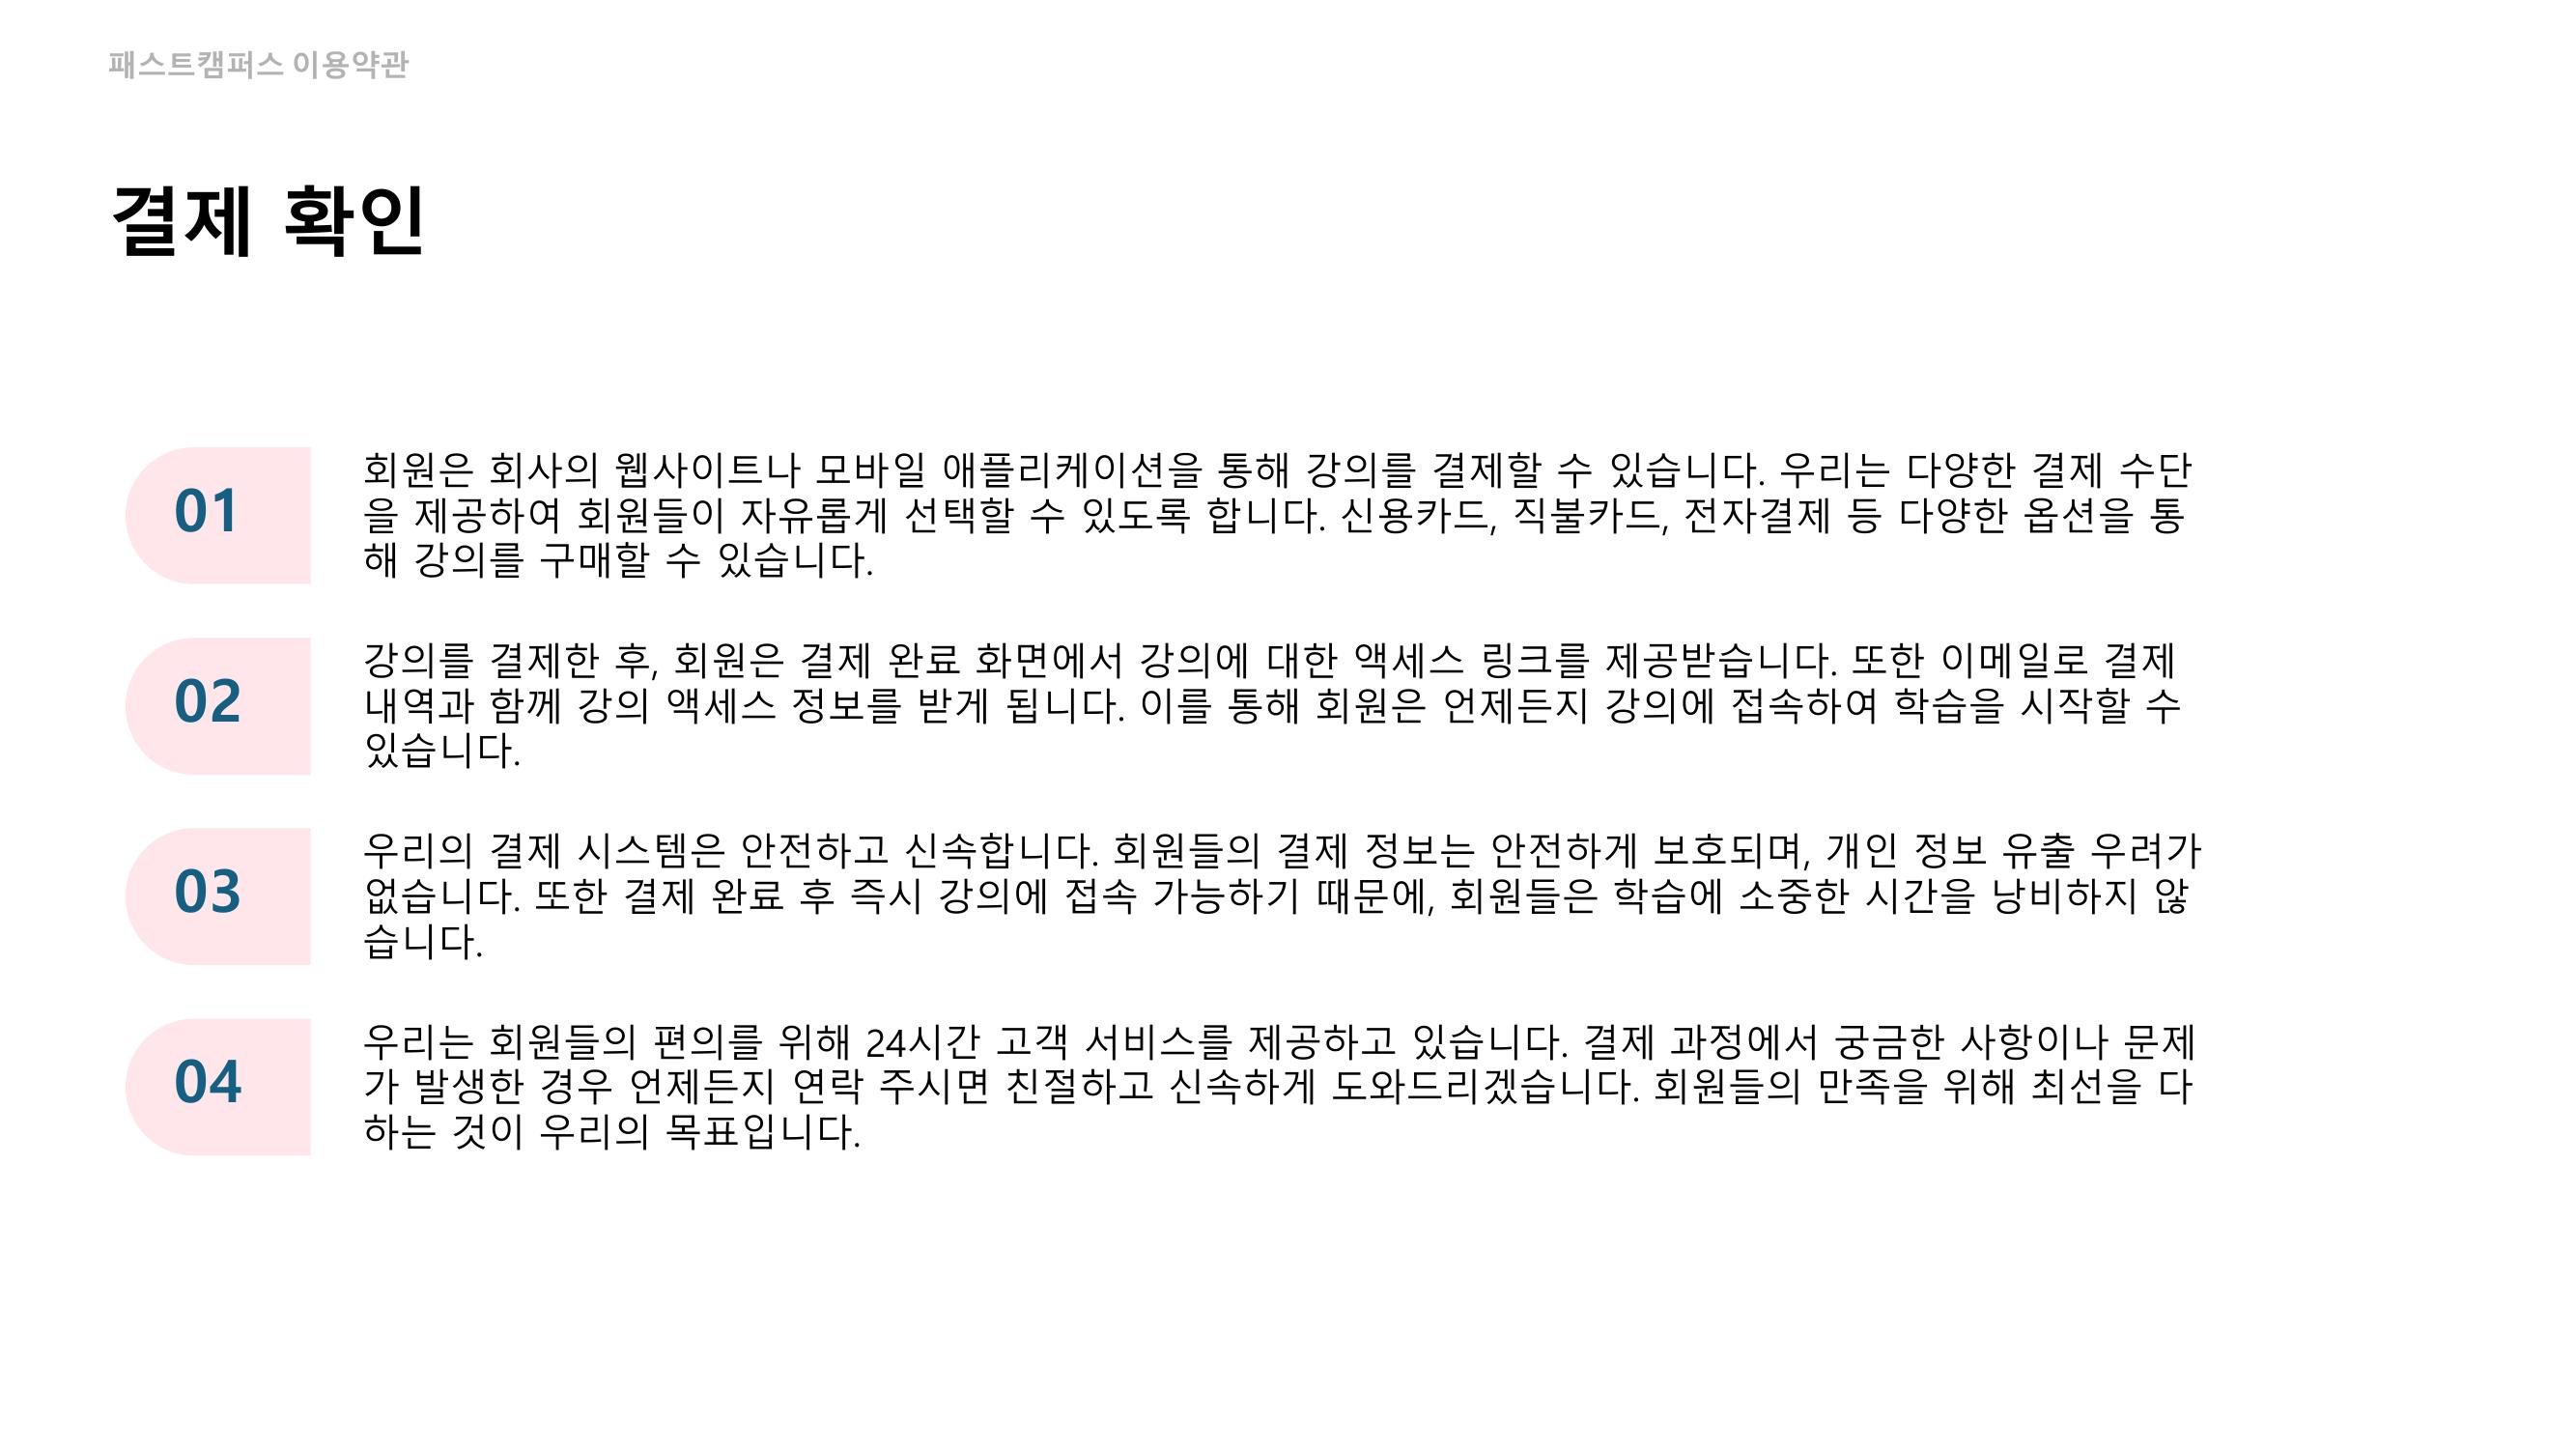 패스트캠퍼스 이용약관
결제 확인
01
회원은 회사의 웹사이트나 모바일 애플리케이션을 통해 강의를 결제할 수 있습니다. 우리는 다양한 결제 수단
을 제공하여 회원들이 자유롭게 선택할 수 있도록 합니다. 신용카드, 직불카드, 전자결제 등 다양한 옵션을 통
해 강의를 구매할 수 있습니다.
02
강의를 결제한 후, 회원은 결제 완료 화면에서 강의에 대한 액세스 링크를 제공받습니다. 또한 이메일로 결제
내역과 함께 강의 액세스 정보를 받게 됩니다. 이를 통해 회원은 언제든지 강의에 접속하여 학습을 시작할 수
있습니다.
03
우리의 결제 시스템은 안전하고 신속합니다. 회원들의 결제 정보는 안전하게 보호되며, 개인 정보 유출 우려가
없습니다. 또한 결제 완료 후 즉시 강의에 접속 가능하기 때문에, 회원들은 학습에 소중한 시간을 낭비하지 않
습니다.
04
우리는 회원들의 편의를 위해 24시간 고객 서비스를 제공하고 있습니다. 결제 과정에서 궁금한 사항이나 문제
가 발생한 경우 언제든지 연락 주시면 친절하고 신속하게 도와드리겠습니다. 회원들의 만족을 위해 최선을 다
하는 것이 우리의 목표입니다.